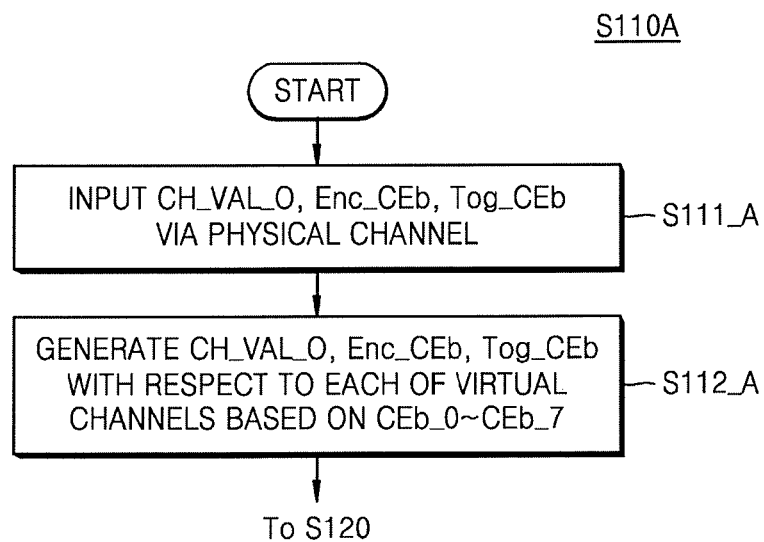 S110A
START
INPUT CH_VAL_O, Enc_CEb, Tog_CEb
VIA PHYSICAL CHANNEL
S111_A
GENERATE CH_VAL_O, Enc_CEb, Tog_CEb
WITH RESPECT TO EACH OF VIRTUAL
CHANNELS BASED ON CEb_0~CEb_7
S112_A
To S120